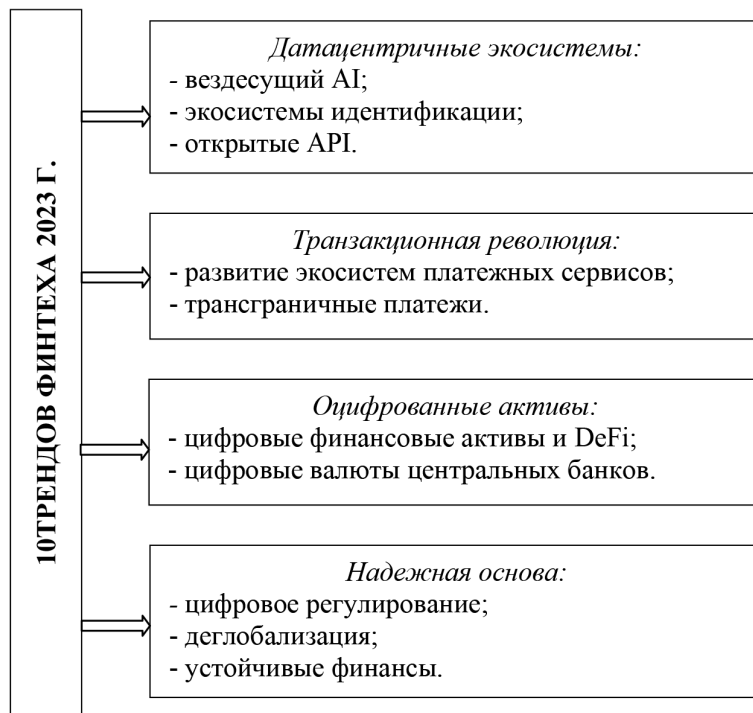 10ТРЕНДОВ ФИНТЕХА 2023 Г.
Датацентричные экосистемы:
- вездесущий AI;
- экосистемы идентификации;
- открытые API.
Транзакционная революция:
- развитие экосистем платежных сервисов;
- трансграничные платежи.
Оцифрованные активы:
- цифровые финансовые активы и DeFi;
- цифровые валюты центральных банков.
Надежная основа:
- цифровое регулирование;
- деглобализация;
- устойчивые финансы.